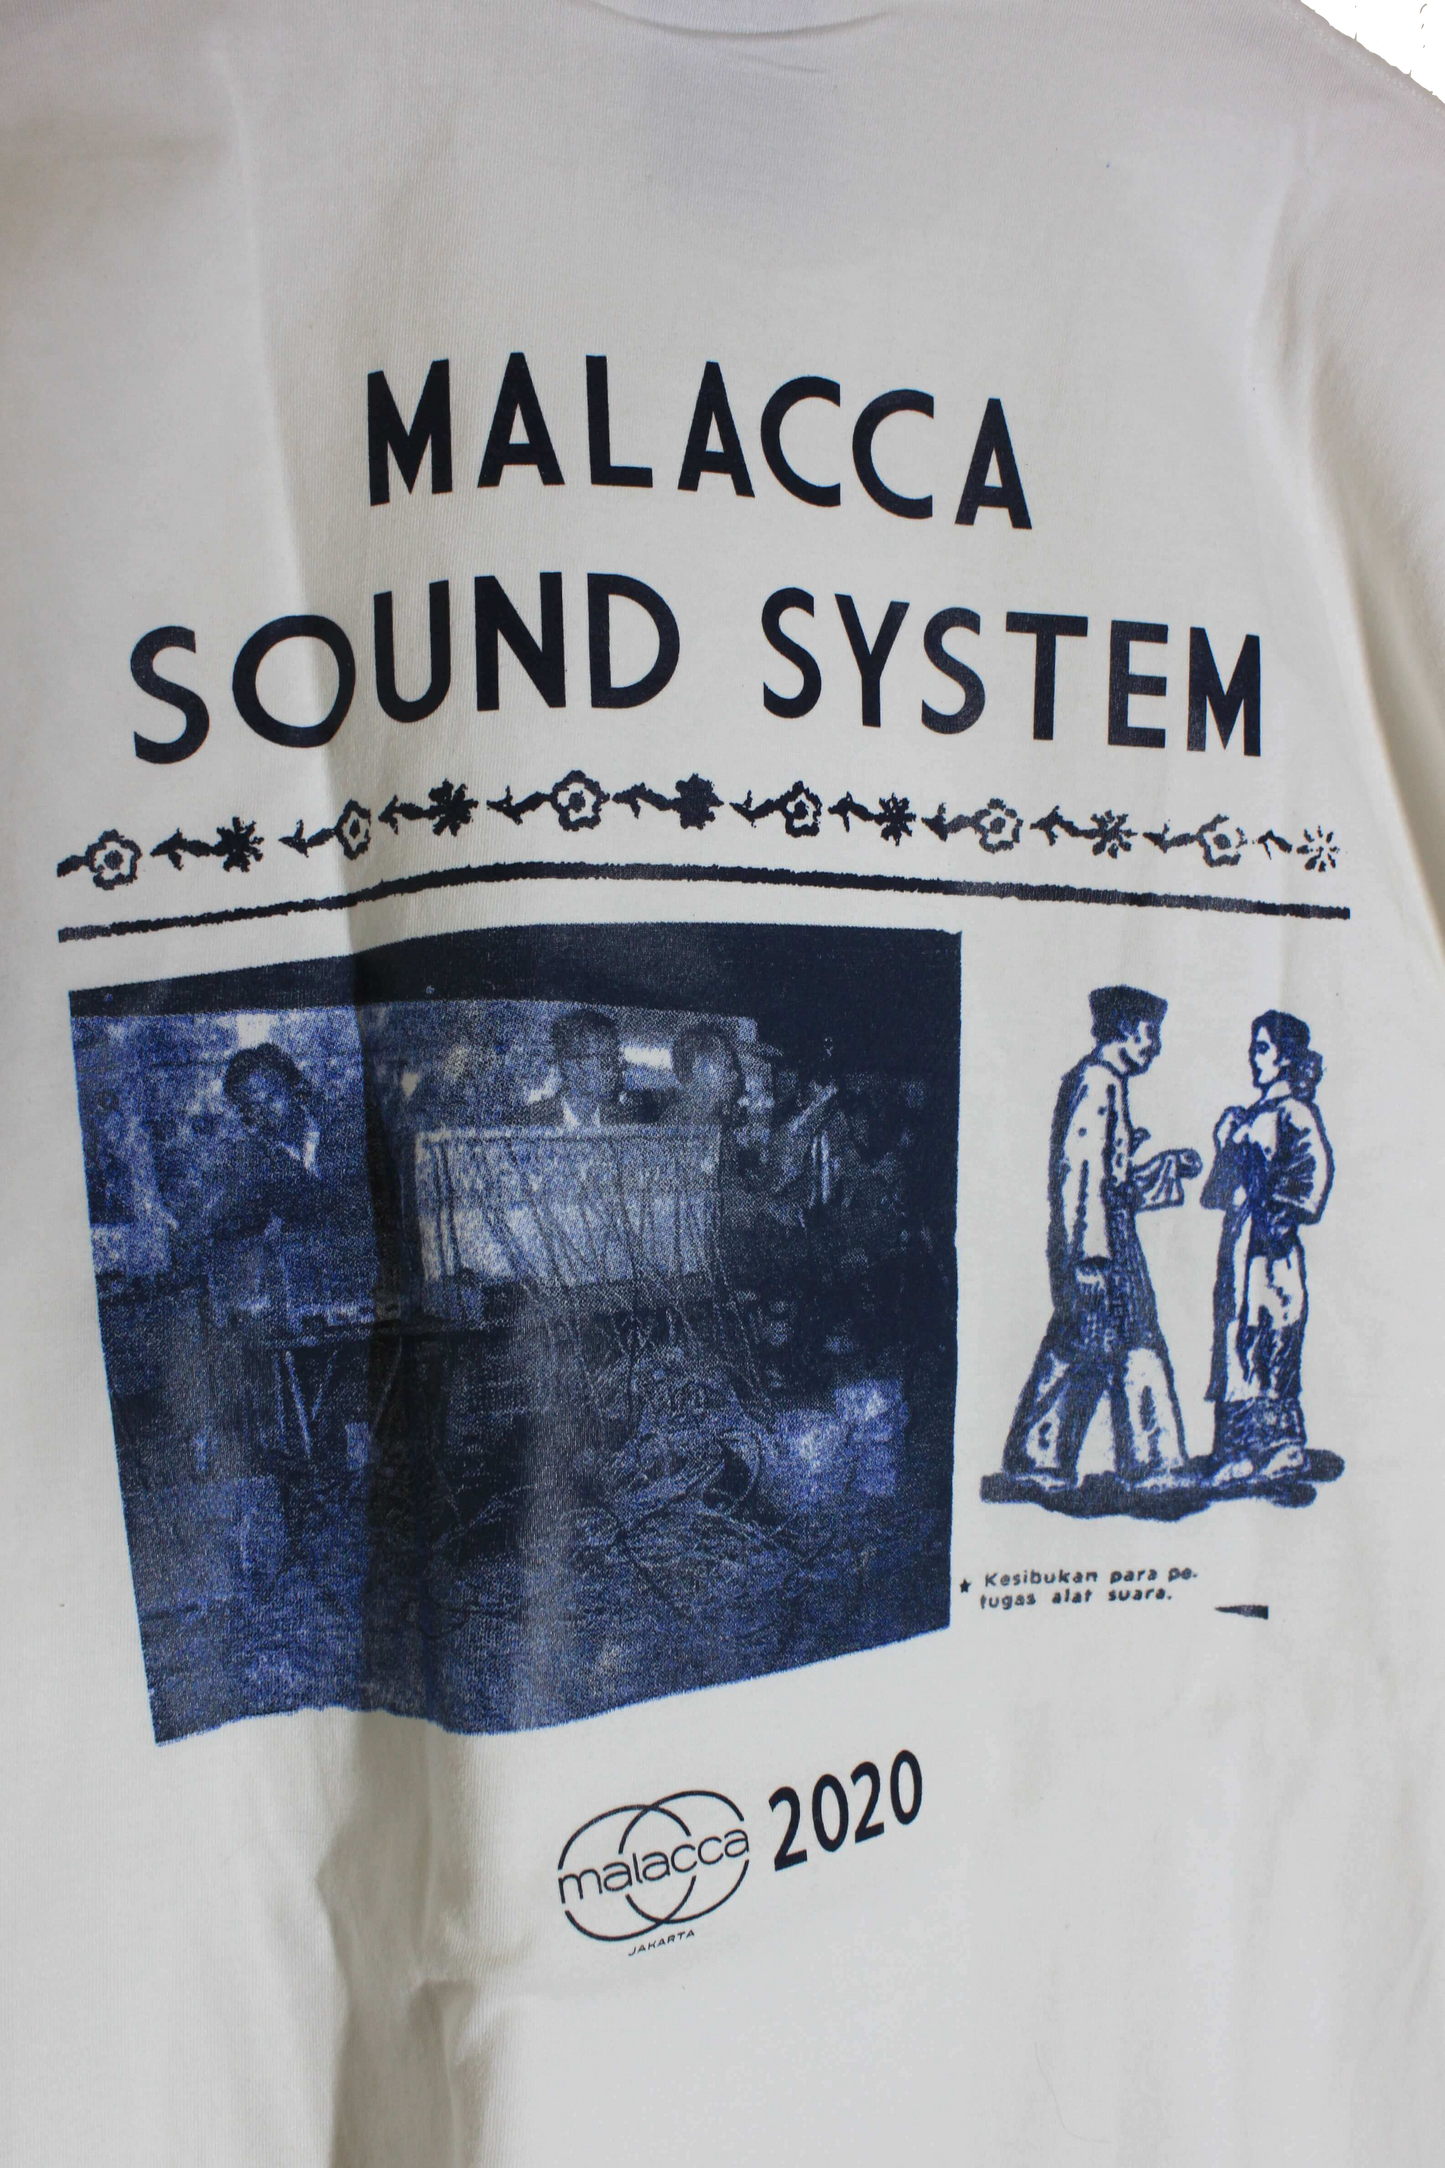 MALACCA
SOUND SYSTEM
★ Kesibukan para pe-
tugas alat suara.
malacca 2020
JAKARTA